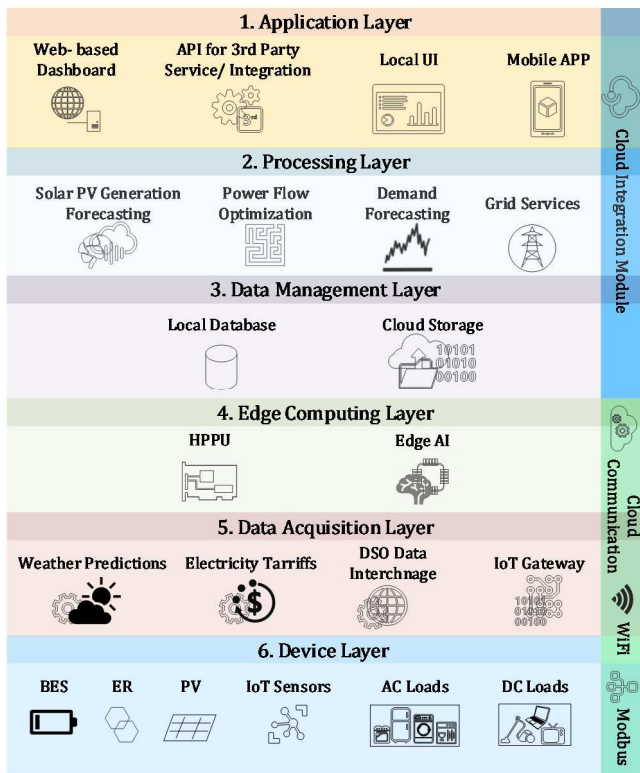 1. Application Layer
Web- based
Dashboard
API for 3rd Party
Service/ Integration
3rd
Local UI
Mobile APP
2. Processing Layer
Solar PV Generation
Forecasting
Power Flow
Optimization
Demand
Forecasting
Grid Services
3. Data Management Layer
Local Database
Cloud Storage
10101
01010
00100
Cloud Integration Module
4. Edge Computing Layer
HPPU
Edge AI
5. Data Acquisition Layer
Weather Predictions
Electricity Tarriffs
$
DSO Data
Interchnage
IoT Gateway
10101
01010
00100
Cloud
Communication
WiFi
6. Device Layer
BES
ER
PV
IoT Sensors
AC Loads
DC Loads
Modbus